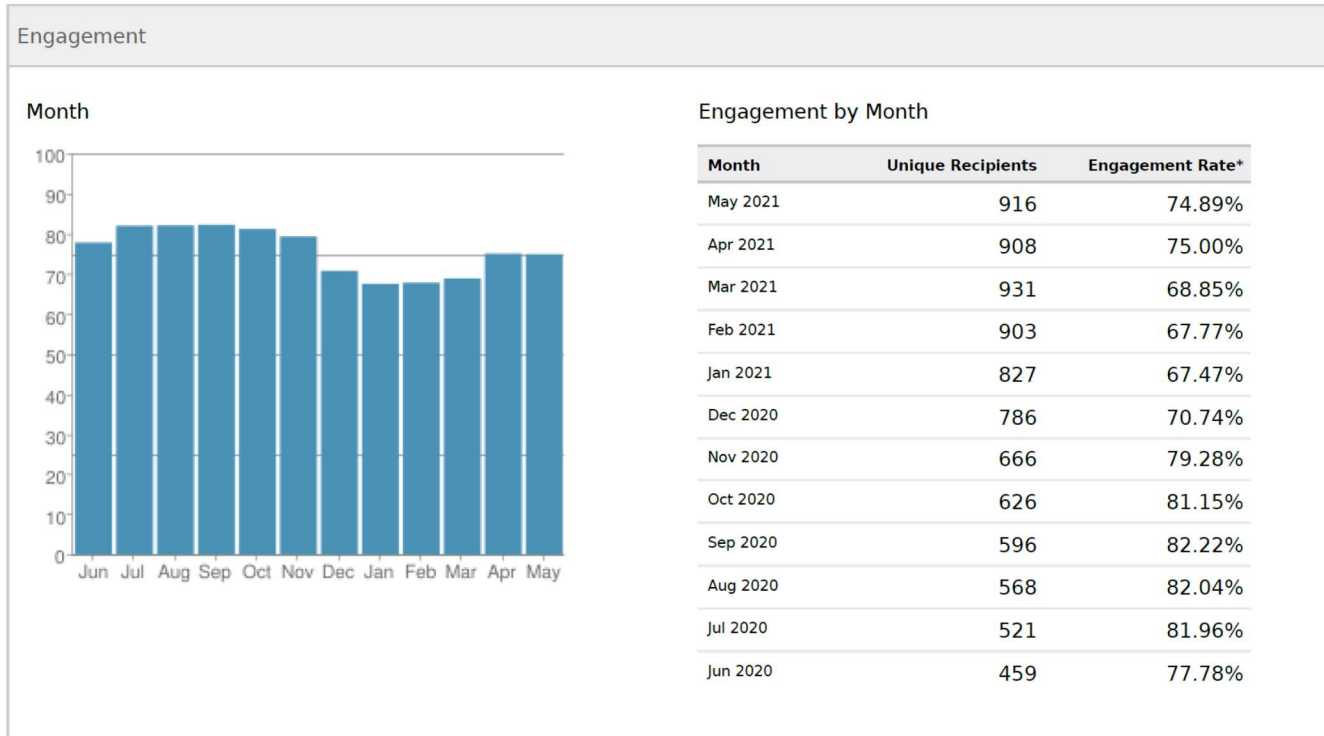 Engagement
Month
100
90
80
70
60
50
40
30
20
10
0
Jun Jul Aug Sep Oct Nov Dec Jan Feb Mar Apr May
Engagement by Month
Month Unique Recipients Engagement Rate*
May 2021 916 74.89%
Apr 2021 908 75.00%
Mar 2021 931 68.85%
Feb 2021 903 67.77%
Jan 2021 827 67.47%
Dec 2020 786 70.74%
Nov 2020 666 79.28%
Oct 2020 626 81.15%
Sep 2020 596 82.22%
Aug 2020 568 82.04%
Jul 2020 521 81.96%
Jun 2020 459 77.78%